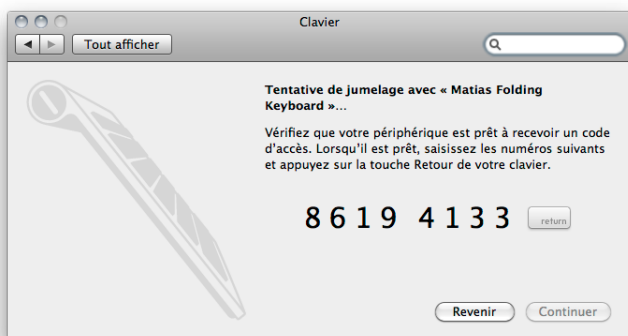 Clavier
Tout afficher
Tentative de jumelage avec « Matias Folding
Keyboard »...
Vérifiez que votre périphérique est prêt à recevoir un code
d'accès. Lorsqu'il est prêt, saisissez les numéros suivants
et appuyez sur la touche Retour de votre clavier.
8619 4133 return
Revenir Continuer